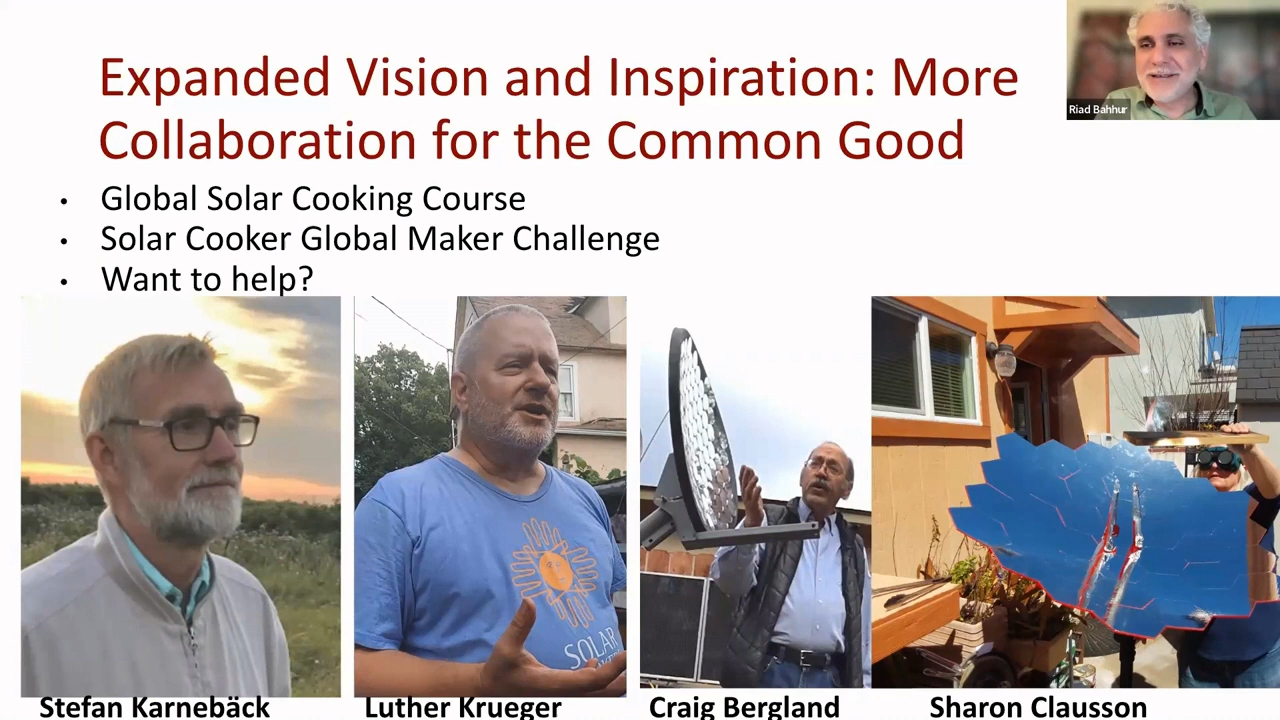 Expanded Vision and Inspiration: More
Collaboration for the Common Good
Riad Bahhur
• Global Solar Cooking Course
• Solar Cooker Global Maker Challenge
• Want to help?
SOLAR
Stefan Karnebäck
Luther Krueger
Craig Bergland
Sharon Clausson